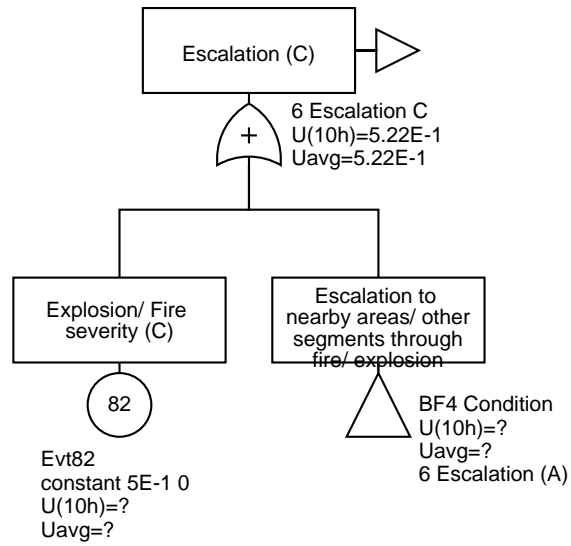 Escalation (C)
+
6 Escalation C
U(10h)=5.22E-1
Uavg=5.22E-1
Explosion/ Fire
severity (C)
Escalation to
nearby areas/ other
segments through
fire/ explosion
82
Evt82
constant 5E-1 0
U(10h)=?
Uavg=?
BF4 Condition
U(10h)=?
Uavg=?
6 Escalation (A)